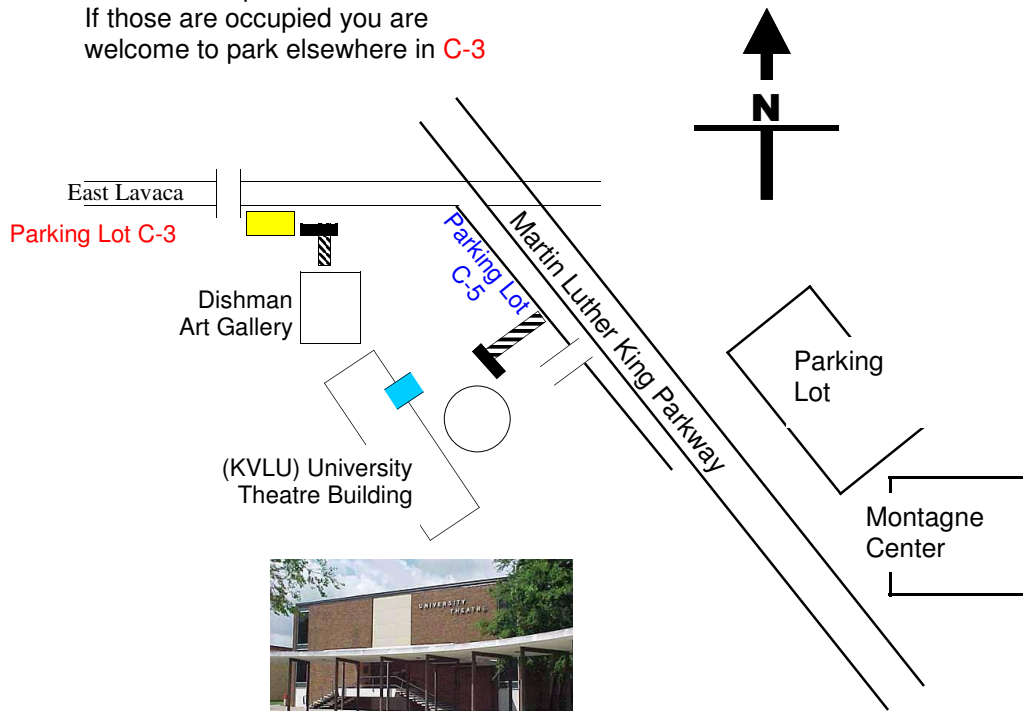 If those are occupied you are
welcome to park elsewhere in C-3
N
East Lavaca
Parking Lot C-3
Parking Lot
C-5
Martin Luther King Parkway
Dishman
Art Gallery
Parking
Lot
(KVLU) University
Theatre Building
Montagne
Center
UNIVERSITY
THEATRE